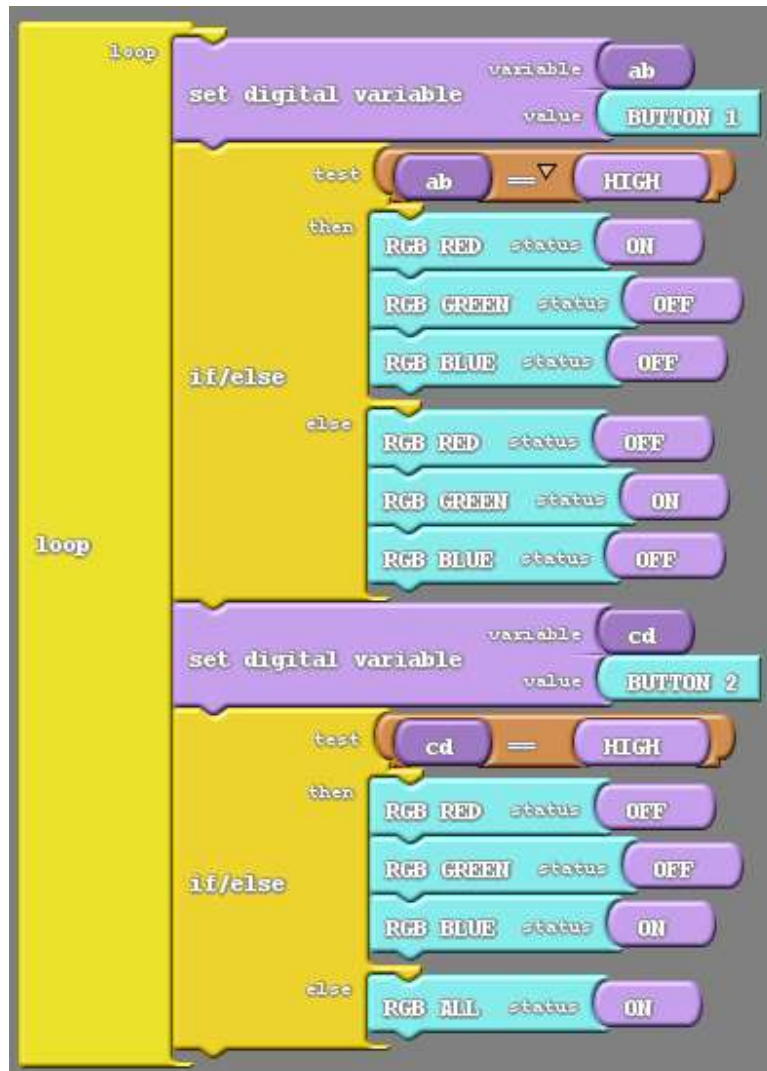 loop
variable ab
set digital variable
value BUTTON 1
test ab == HIGH
then RGB RED status ON
RGB GREEN status OFF
RGB BLUE status OFF
if/else
else RGB RED status OFF
RGB GREEN status ON
loop
RGB BLUE status OFF
variable cd
set digital variable
value BUTTON 2
test cd == HIGH
then RGB RED status OFF
RGB GREEN status OFF
if/else
RGB BLUE status ON
else RGB ALL status ON